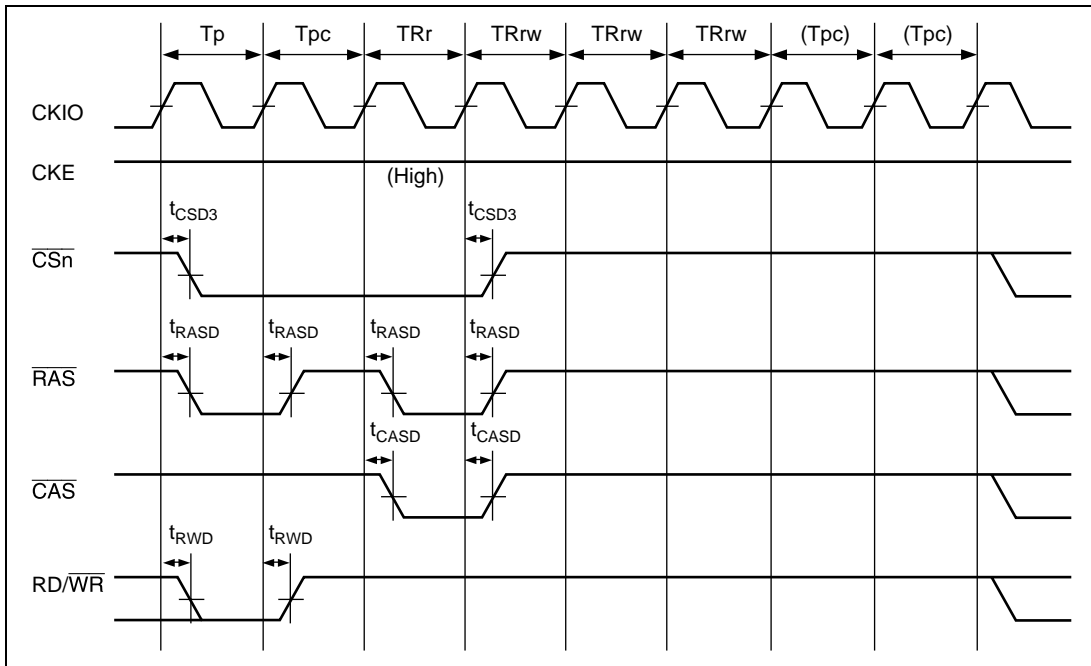 Tp Tpc TRr TRrw TRrw TRrw (Tpc) (Tpc)
CKIO
CKE
(High)
tCSD3 tCSD3
CSn
tRASD tRASD tRASD tRASD
RAS
tCASD tCASD
CAS
tRWD tRWD
RD/WR